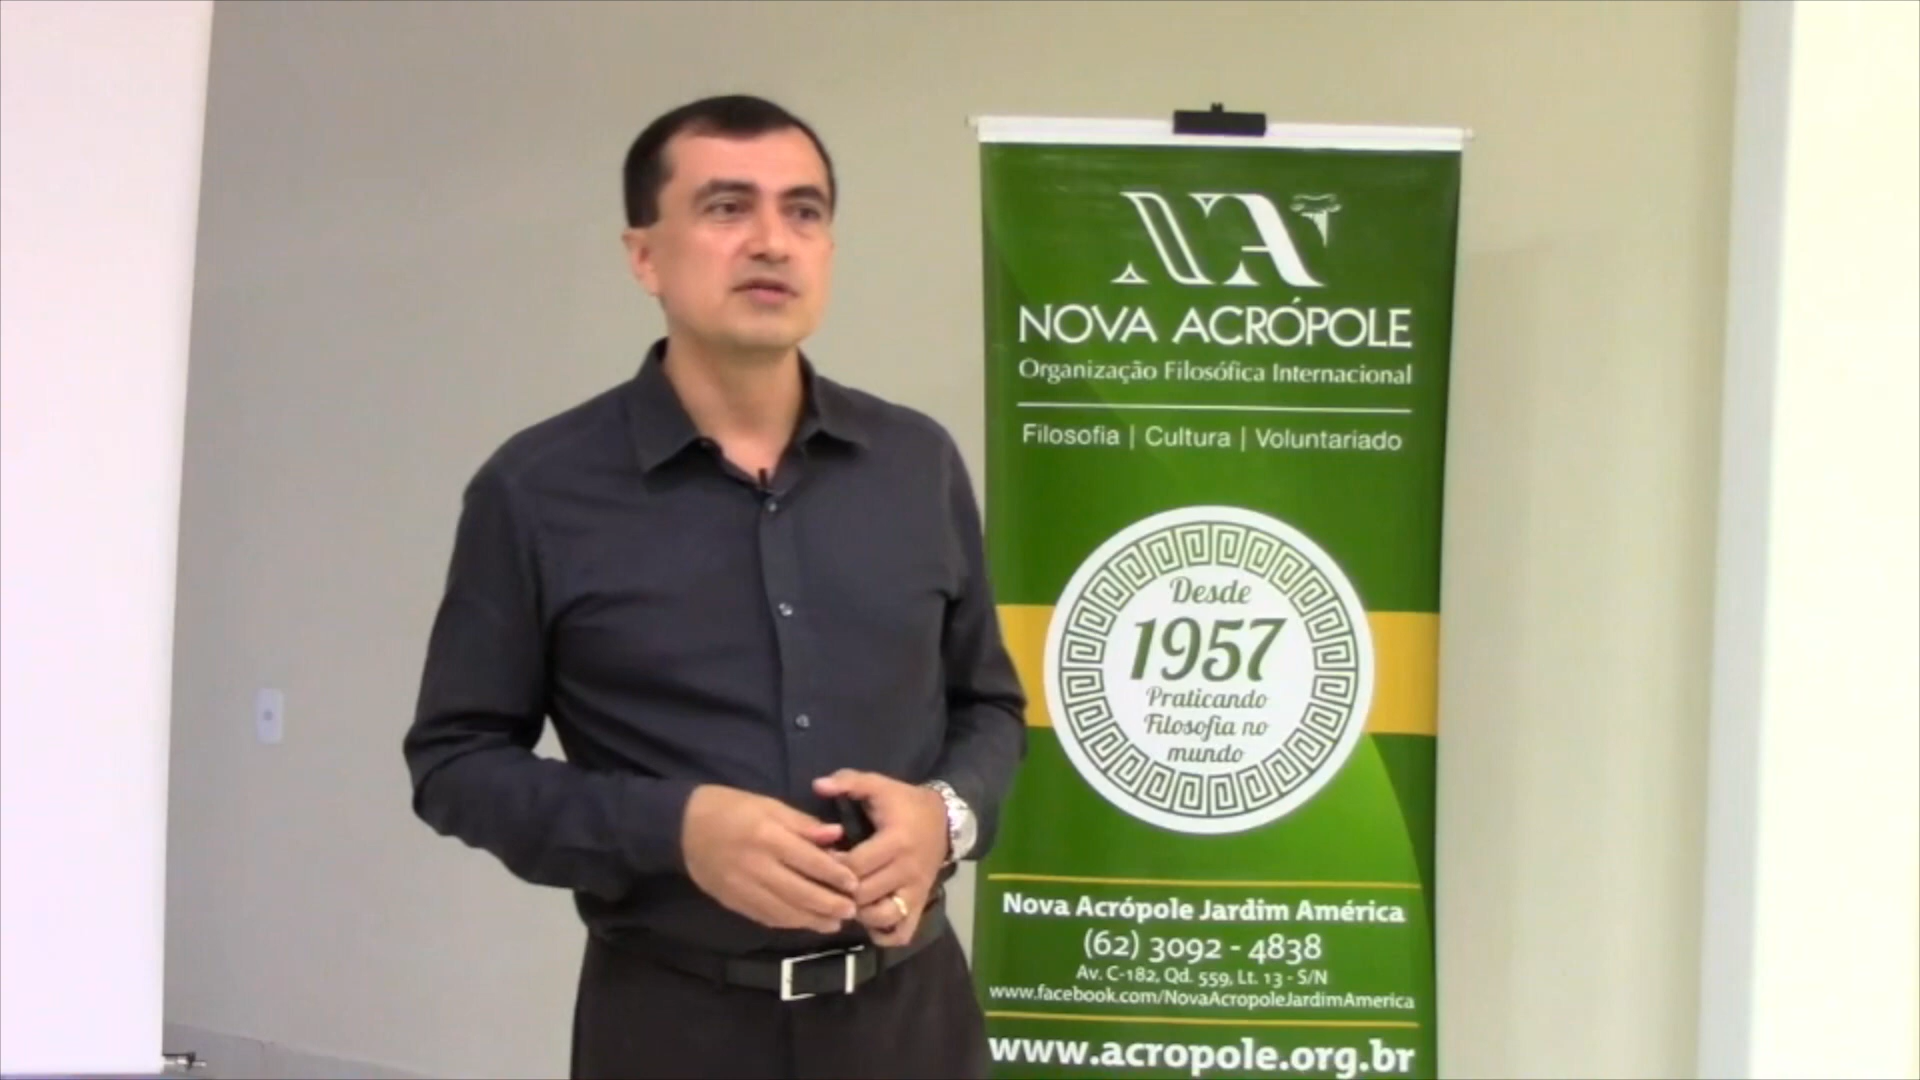 NA
NOVA ACRÓPOLE
Organização Filosófica Internacional
Filosofia | Cultura | Voluntariado
Desde
1957
Praticando
Filosofia no
mundo
Nova Acrópole Jardim América
(62) 3092 - 4838
Av. C-182, Qd. 559, Lt. 13 - S/N
www.facebook.com/NovaAcropoleJardimAmerica
www.acropole.org.br